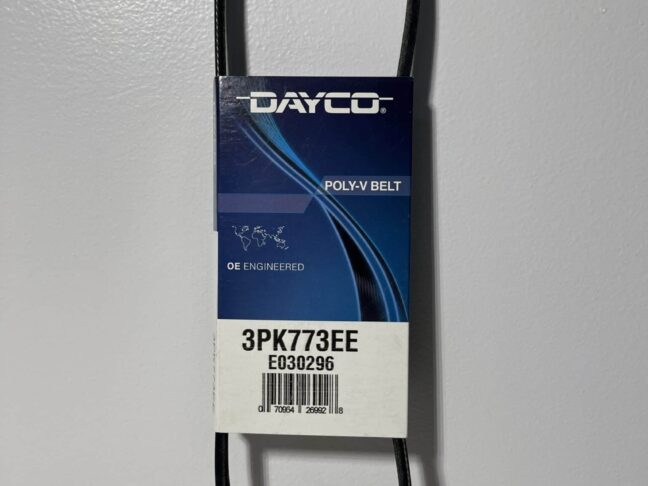 DAYCO®
POLY-V BELT
OE ENGINEERED
3PK773EE
E030296
0 70954 26992 8